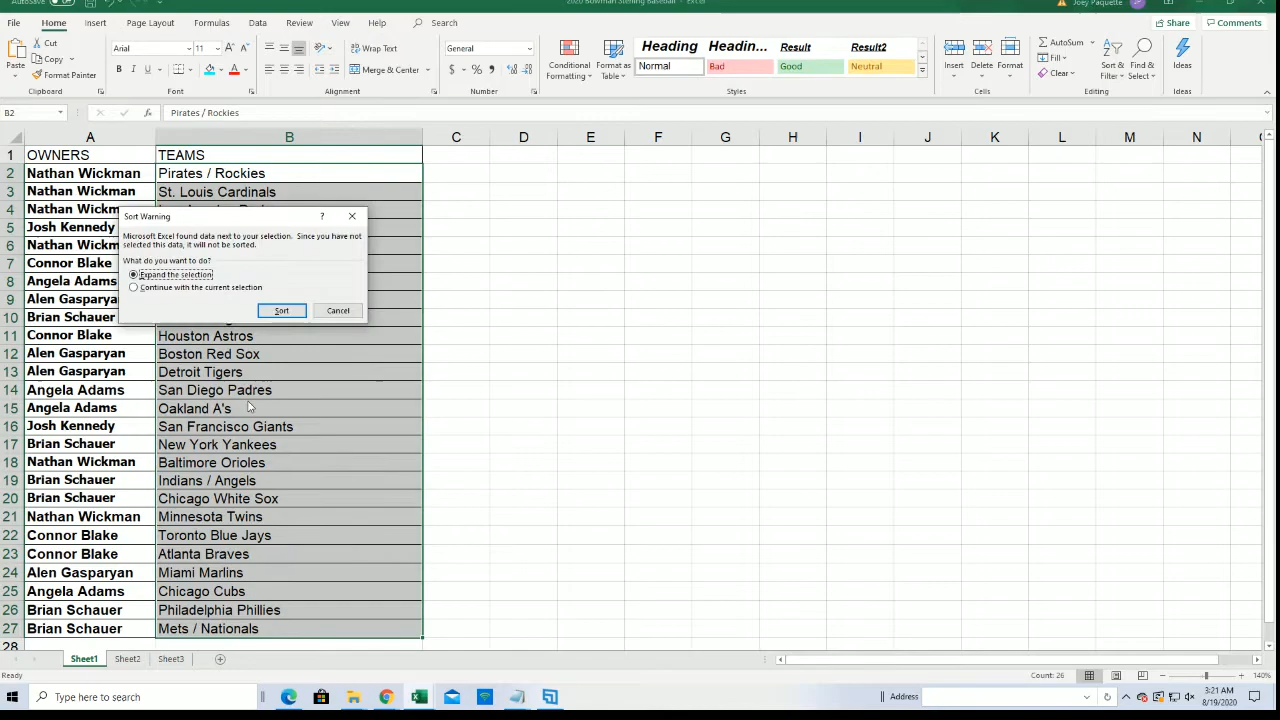 AutoSave Off
2020 Bowman Sterling Baseball - Excel
Joey Paquette
File Home Insert Page Layout Formulas Data Review View Help Search Share Comments
Paste Cut Copy Format Painter Clipboard
Arial 11 A A B I U A Font
ab Wrap Text Merge & Center Alignment
General $ % , Number
Conditional Formatting Format as Table
Heading Headin... Result Result2
Normal Bad Good Neutral
Styles
Insert Delete Format Cells
AutoSum Fill Clear Sort & Filter Find & Select Editing
Ideas Ideas
B2 fx Pirates / Rockies
A B C D E F G H I J K L M N
1 OWNERS TEAMS
2 Nathan Wickman Pirates / Rockies
3 Nathan Wickman St. Louis Cardinals
4 Nathan Wickm
5 Josh Kennedy
6 Nathan Wickm
7 Connor Blake
8 Angela Adams
9 Alen Gasparya
10 Brian Schauer
Sort Warning ?
Microsoft Excel found data next to your selection. Since you have not
selected this data, it will not be sorted.
What do you want to do?
Expand the selection
Continue with the current selection
Sort Cancel
11 Connor Blake Houston Astros
12 Alen Gasparyan Boston Red Sox
13 Alen Gasparyan Detroit Tigers
14 Angela Adams San Diego Padres
15 Angela Adams Oakland A's
16 Josh Kennedy San Francisco Giants
17 Brian Schauer New York Yankees
18 Nathan Wickman Baltimore Orioles
19 Brian Schauer Indians / Angels
20 Brian Schauer Chicago White Sox
21 Nathan Wickman Minnesota Twins
22 Connor Blake Toronto Blue Jays
23 Connor Blake Atlanta Braves
24 Alen Gasparyan Miami Marlins
25 Angela Adams Chicago Cubs
26 Brian Schauer Philadelphia Phillies
27 Brian Schauer Mets / Nationals
28
Sheet1 Sheet2 Sheet3
Ready Count: 26 140%
Type here to search Address 3:21 AM
8/19/2020